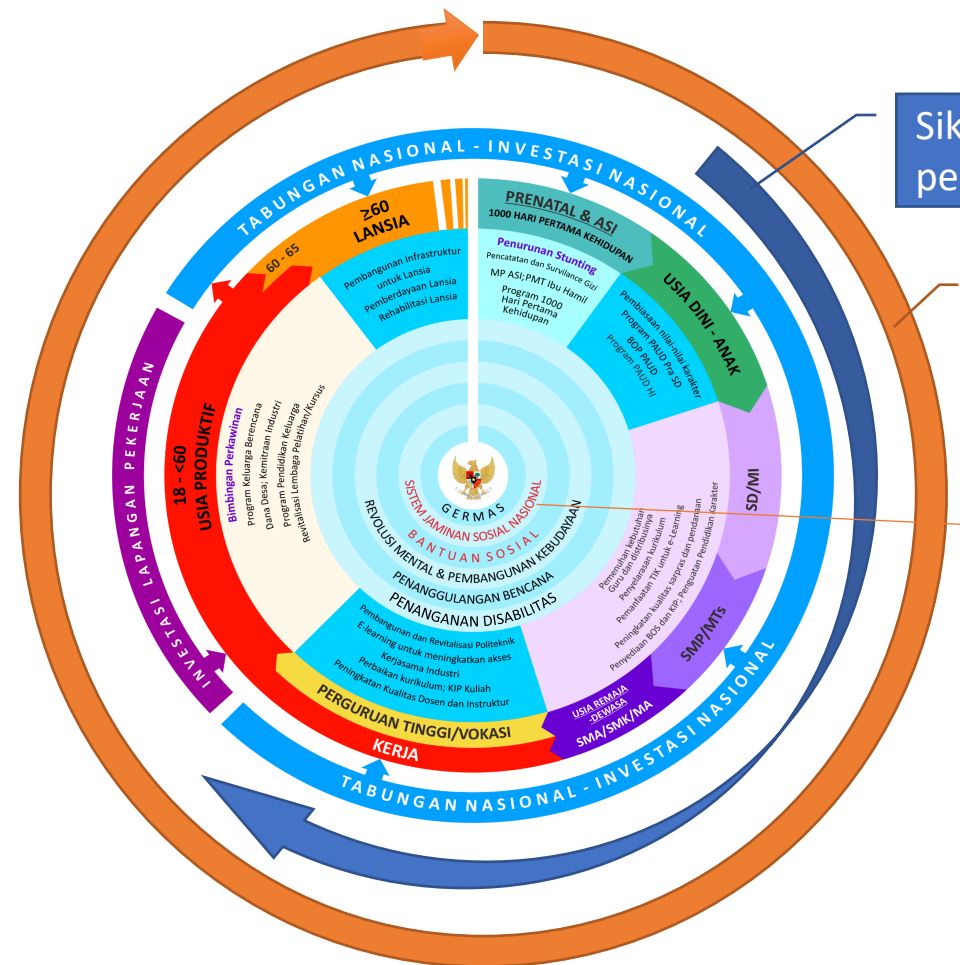 Sik
pe
TABUNGAN NASIONAL - INVESTASI NASIONAL
PRENATAL & ASI
1000 HARI PERTAMA KEHIDUPAN
Penurunan Stunting
Pencatatan dan Survilance Gizi
MP ASI;PMT Ibu Hamil
Program 1000
Hari Pertama
Kehidupan
USIA DINI - ANAK
Pembiasaan nilai-nilai karakter
Program PAUD Pra SD
BOP PAUD
Program PAUD HI
SD/MI
SMP/MTs
Pemenuhan kebutuhan
Guru dan distribusinya
Penyelarasan kurikulum
Pemanfaatan TIK untuk e-Learning
Peningkatan kualitas sarpras dan pendanaan
Penyediaan BOS dan KIP; Penguatan Pendidikan Karakter
USIA REMAJA
-DEWASA
SMA/SMK/MA
Pembangunan dan Revitalisasi Politeknik
E-learning untuk meningkatkan akses
Kerjasama Industri
Perbaikan kurikulum; KIP Kuliah
Peningkatan Kualitas Dosen dan Instruktur
PERGURUAN TINGGI/VOKASI
KERJA
TABUNGAN NASIONAL - INVESTASI NASIONAL
INVESTASI LAPANGAN PEKERJAAN
18 - <60
USIA PRODUKTIF
Bimbingan Perkawinan
Program Keluarga Berencana
Dana Desa; Kemitraan Industri
Program Pendidikan Keluarga
Revitalisasi Lembaga Pelatihan/Kursus
60 - 65
≥60
LANSIA
Pembangunan Infrastruktur
untuk Lansia
Pemberdayaan Lansia
Rehabilitasi Lansia
GERMAS
SISTEM JAMINAN SOSIAL NASIONAL
BANTUAN SOSIAL
REVOLUSI MENTAL & PEMBANGUNAN KEBUDAYAAN
PENANGGULANGAN BENCANA
PENANGANAN DISABILITAS